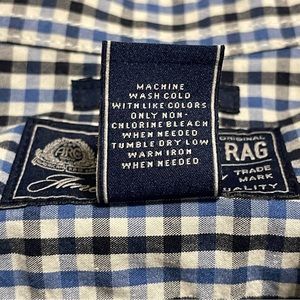 MACHINE
WASH COLD
WITH LIKE COLORS
ONLY NON-
CHLORINE BLEACH
WHEN NEEDED
TUMBLE DRY LOW
WARM IRON
WHEN NEEDED
ORIGINAL
RAG
TRADE
MARK